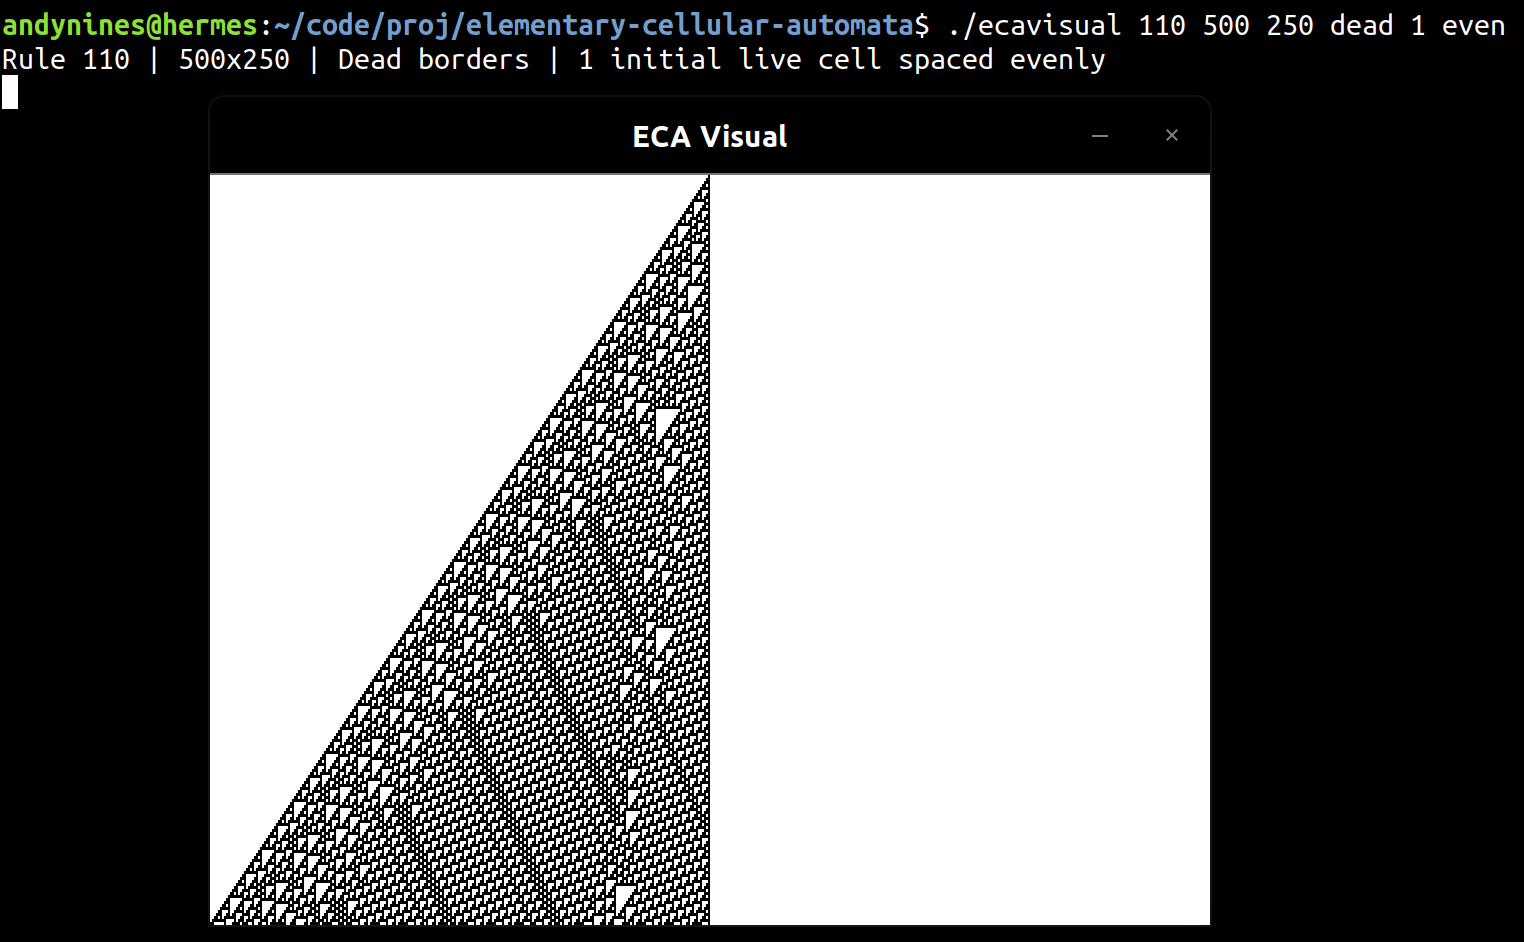 andynines@hermes:~/code/proj/elementary-cellular-automata$ ./ecavisual 110 500 250 dead 1 even
Rule 110 | 500x250 | Dead borders | 1 initial live cell spaced evenly
ECA Visual